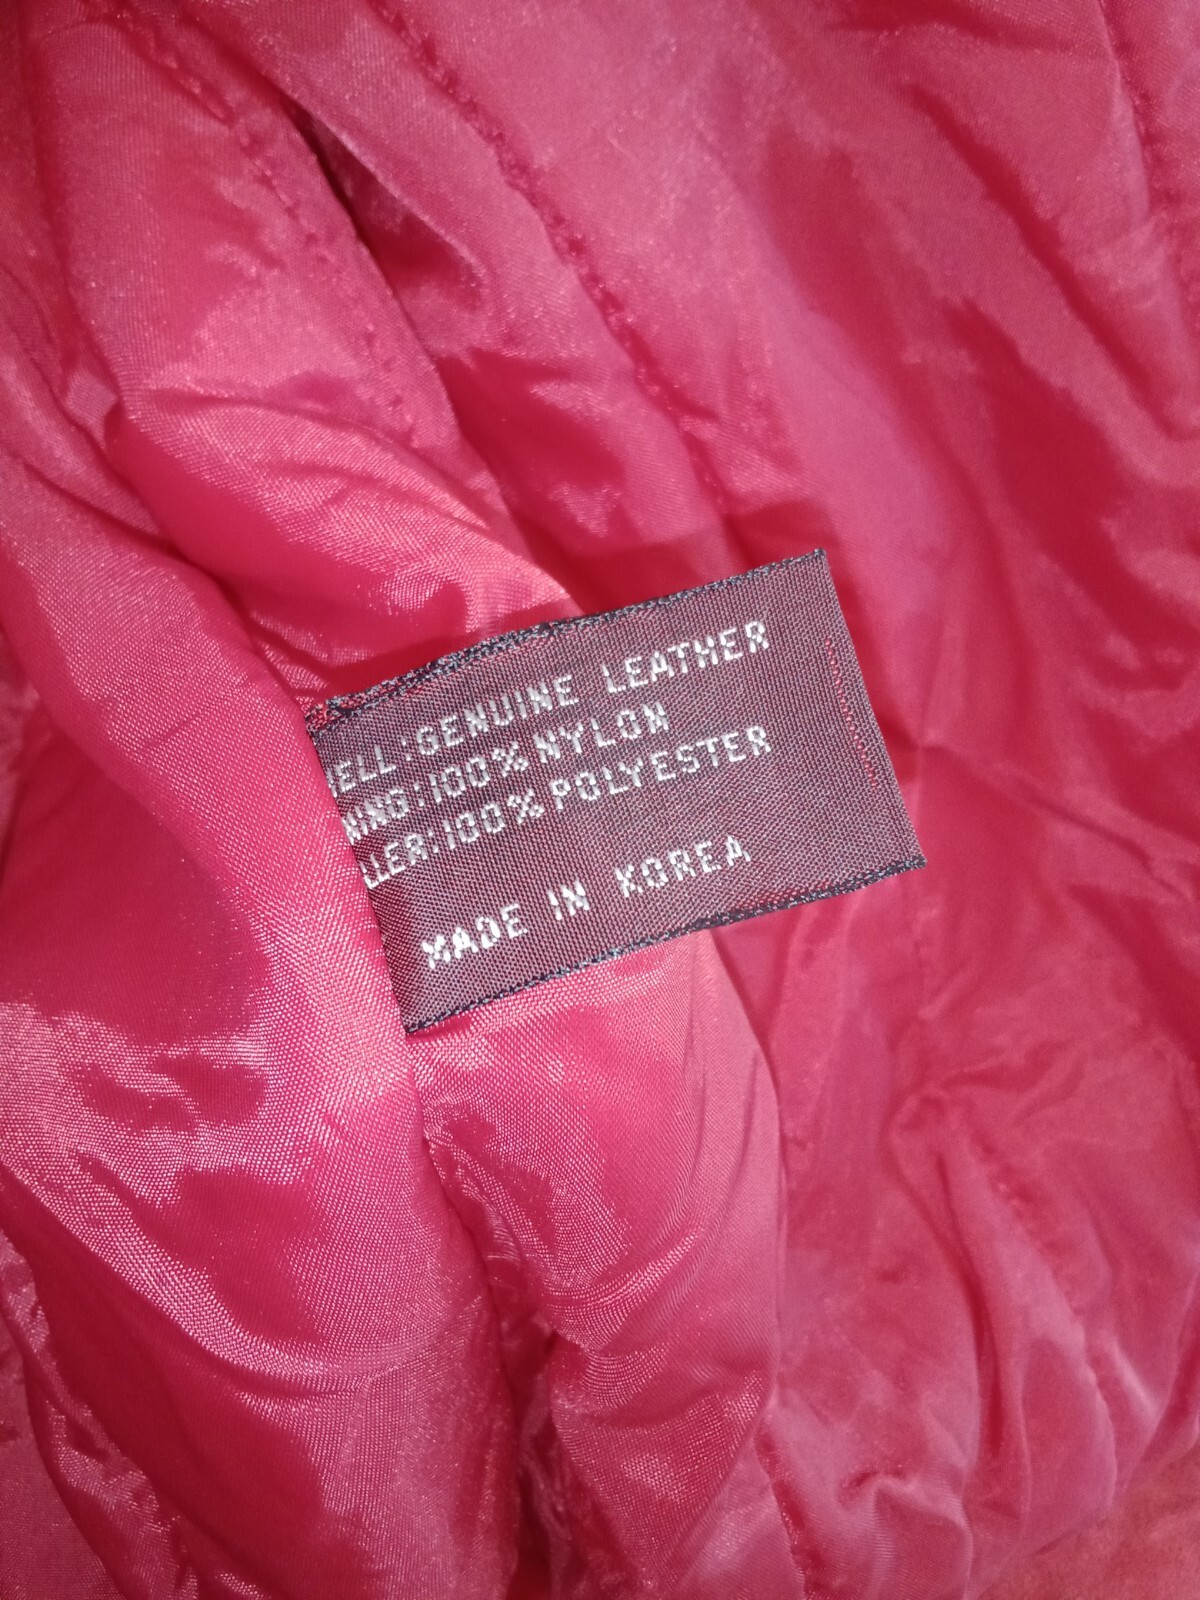 ELL:GENUINE LEATHER
NING:100% NYLON
LLER:100% POLYESTER
MADE IN KOREA